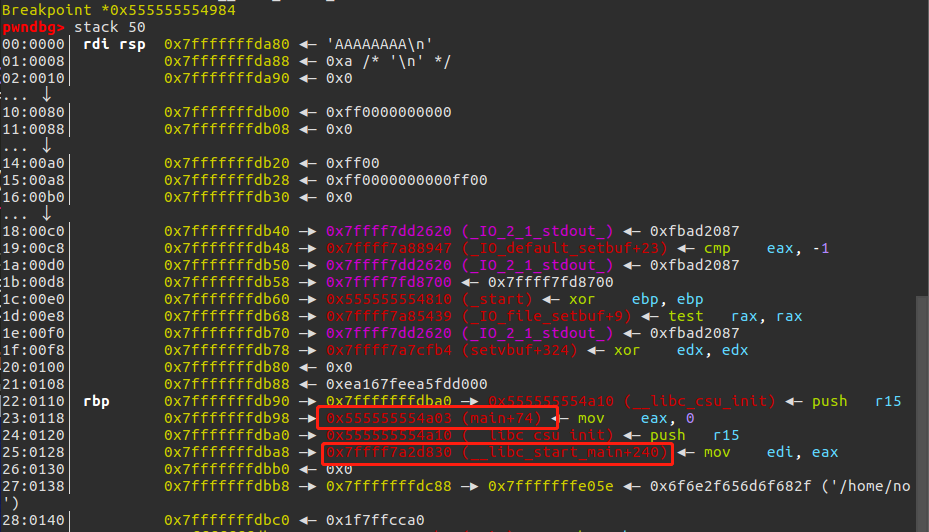 Breakpoint *0x555555554984
pwndbg> stack 50
00:0000│ rdi rsp 0x7fffffffda80 ◂— 'AAAAAAAA\n'
01:0008│ 0x7fffffffda88 ◂— 0xa /* '\n' */
02:0010│ 0x7fffffffda90 ◂— 0x0
... ↓
10:0080│ 0x7fffffffdb00 ◂— 0xff0000000000
11:0088│ 0x7fffffffdb08 ◂— 0x0
... ↓
14:00a0│ 0x7fffffffdb20 ◂— 0xff00
15:00a8│ 0x7fffffffdb28 ◂— 0xff0000000000ff00
16:00b0│ 0x7fffffffdb30 ◂— 0x0
... ↓
18:00c0│ 0x7fffffffdb40 —▸ 0x7ffff7dd2620 (_IO_2_1_stdout_) ◂— 0xfbad2087
19:00c8│ 0x7fffffffdb48 —▸ 0x7ffff7a88947 (_IO_default_setbuf+23) ◂— cmp eax, -1
1a:00d0│ 0x7fffffffdb50 —▸ 0x7ffff7dd2620 (_IO_2_1_stdout_) ◂— 0xfbad2087
1b:00d8│ 0x7fffffffdb58 —▸ 0x7ffff7fd8700 ◂— 0x7ffff7fd8700
1c:00e0│ 0x7fffffffdb60 —▸ 0x555555554810 (_start) ◂— xor ebp, ebp
1d:00e8│ 0x7fffffffdb68 —▸ 0x7ffff7a85439 (_IO_file_setbuf+9) ◂— test rax, rax
1e:00f0│ 0x7fffffffdb70 —▸ 0x7ffff7dd2620 (_IO_2_1_stdout_) ◂— 0xfbad2087
1f:00f8│ 0x7fffffffdb78 —▸ 0x7ffff7a7cfb4 (setvbuf+324) ◂— xor edx, edx
20:0100│ 0x7fffffffdb80 ◂— 0x0
21:0108│ 0x7fffffffdb88 ◂— 0xea167feea5fdd000
22:0110│ rbp 0x7fffffffdb90 —▸ 0x7fffffffdba0 —▸ 0x555555554a10 (__libc_csu_init) ◂— push r15
23:0118│ 0x7fffffffdb98 —▸ 0x555555554a03 (main+74) ◂— mov eax, 0
24:0120│ 0x7fffffffdba0 —▸ 0x555555554a10 (__libc_csu_init) ◂— push r15
25:0128│ 0x7fffffffdba8 —▸ 0x7ffff7a2d830 (__libc_start_main+240) ◂— mov edi, eax
26:0130│ 0x7fffffffdbb0 ◂— 0x0
27:0138│ 0x7fffffffdbb8 —▸ 0x7fffffffdc88 —▸ 0x7fffffffe05e ◂— 0x6f6e2f656d6f682f ('/home/no
')
28:0140│ 0x7fffffffdbc0 ◂— 0x1f7ffcca0